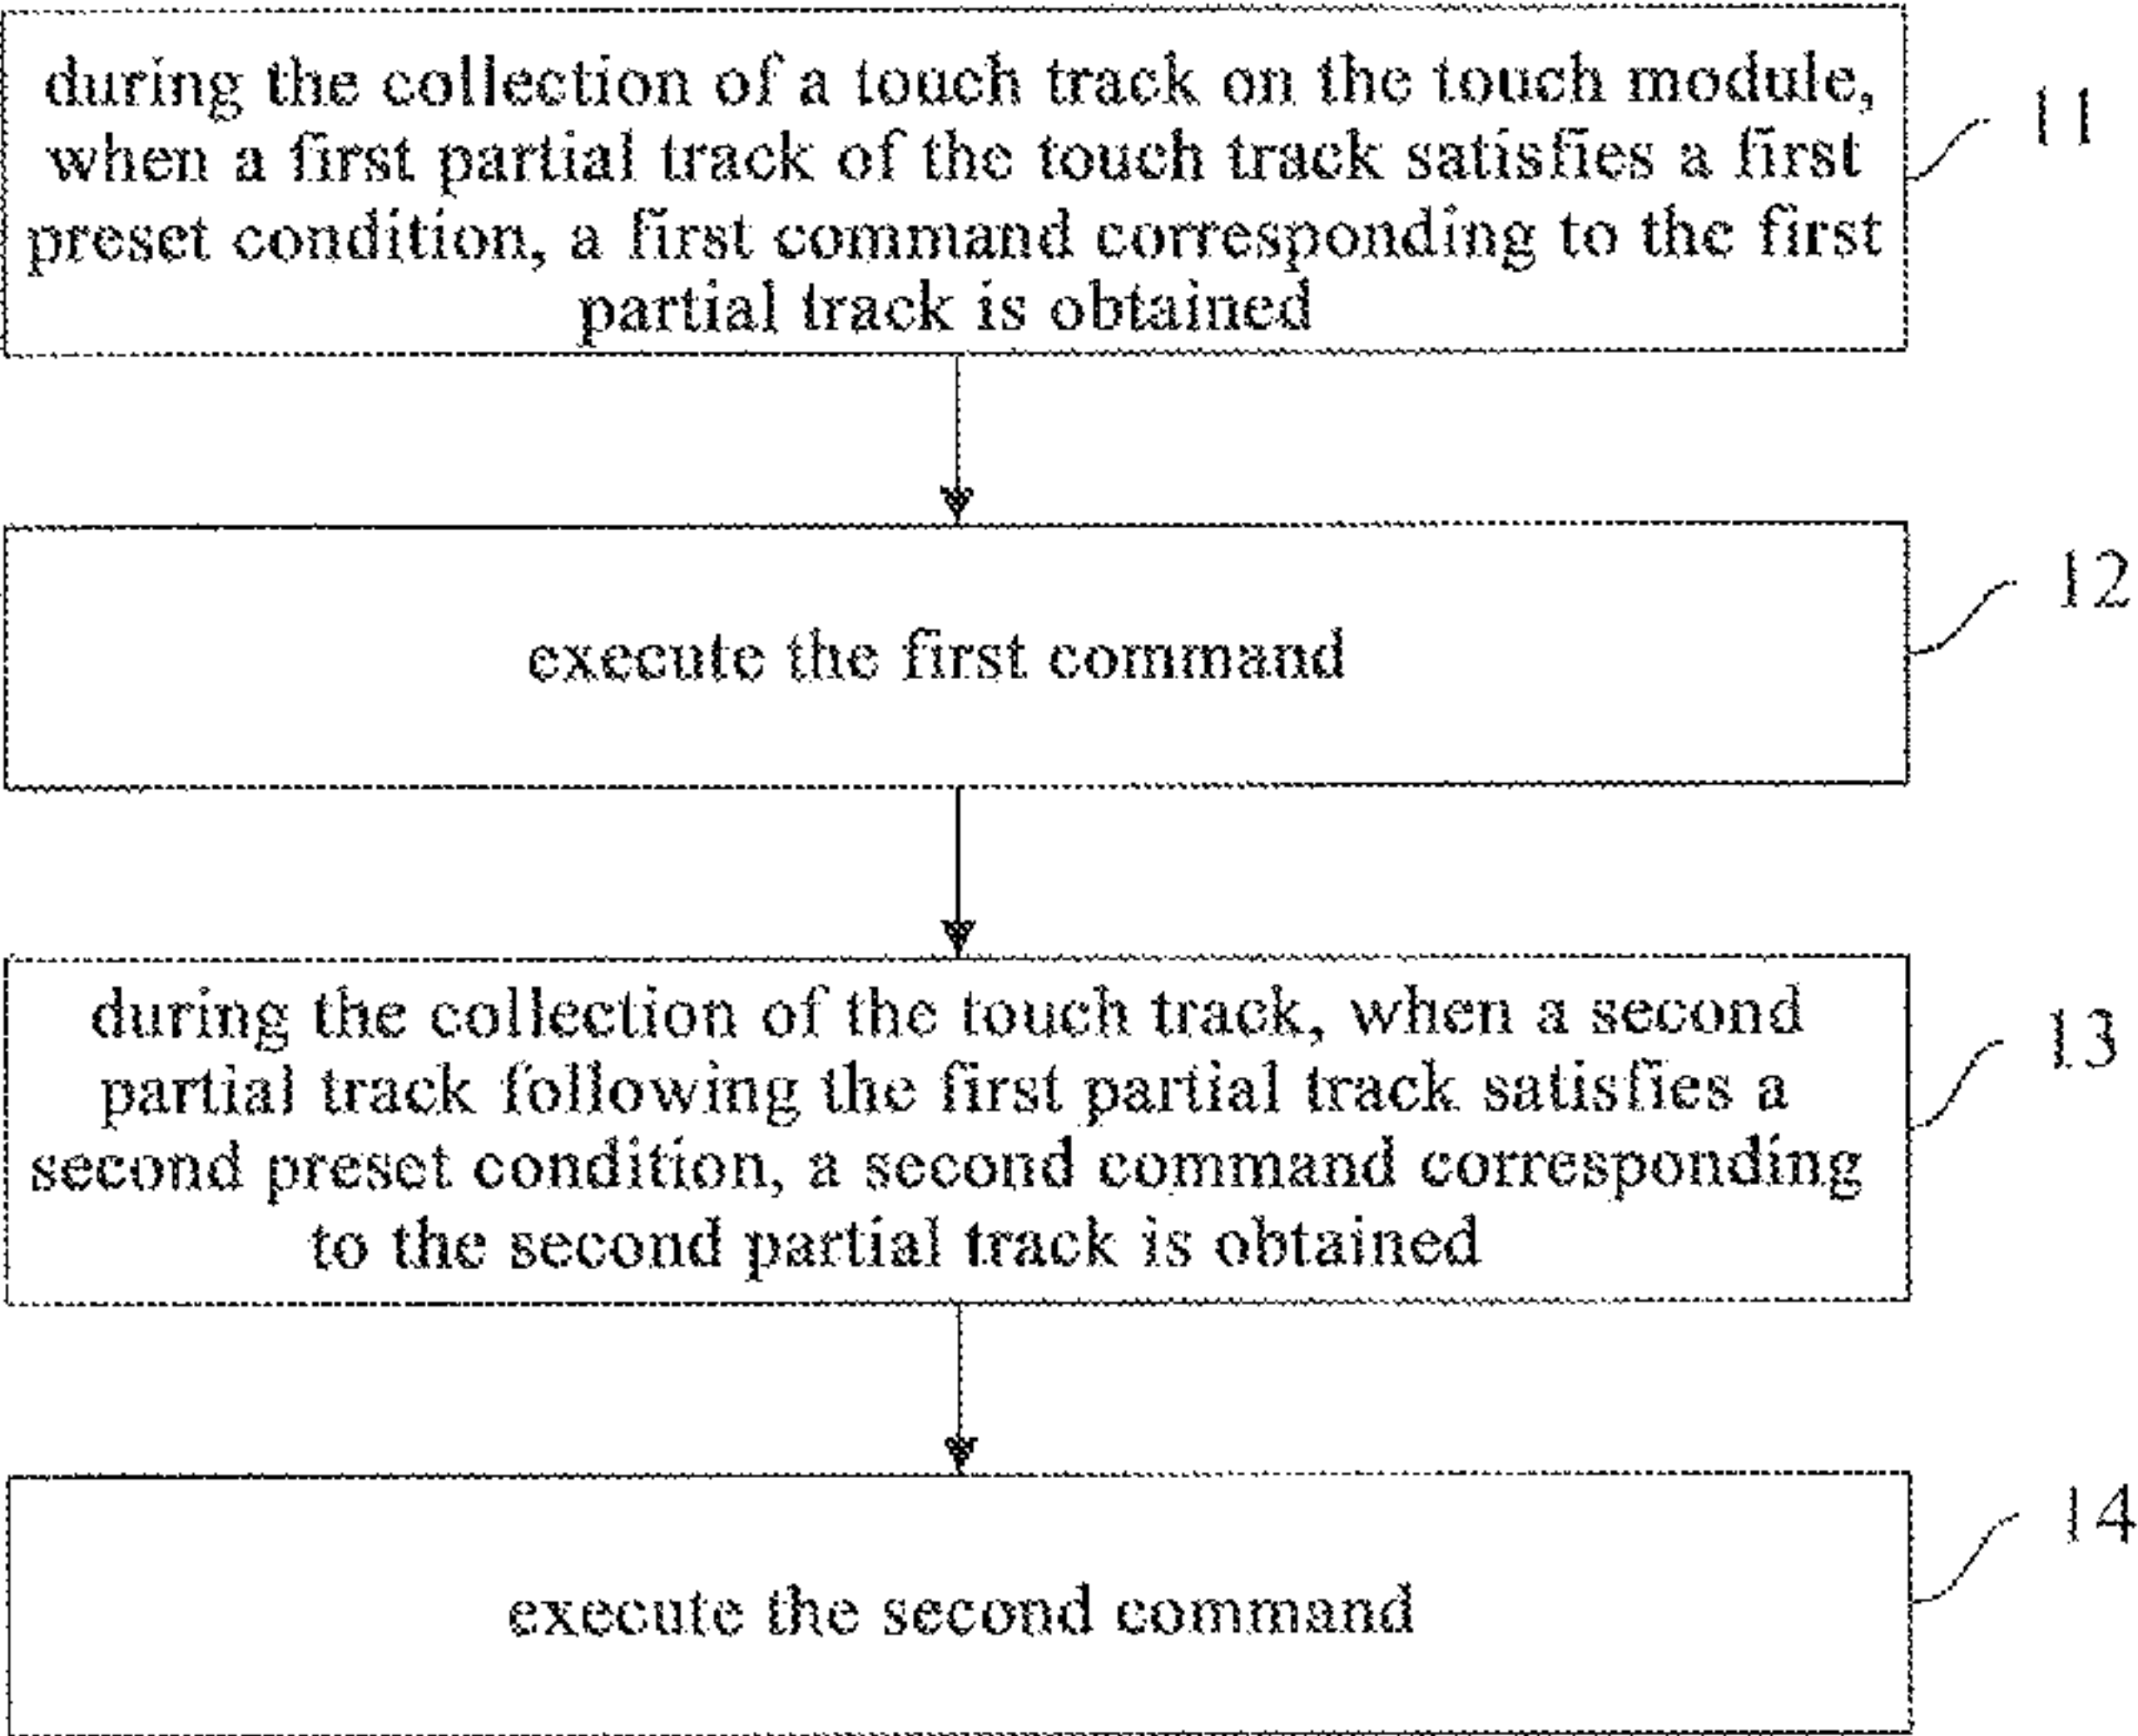 during the collection of a touch track on the touch module,
when a first partial track of the touch track satisfies a first
preset condition, a first command corresponding to the first
partial track is obtained
11
execute the first command
12
during the collection of the touch track, when a second
partial track following the first partial track satisfies a
second preset condition, a second command corresponding
to the second partial track is obtained
13
execute the second command
14